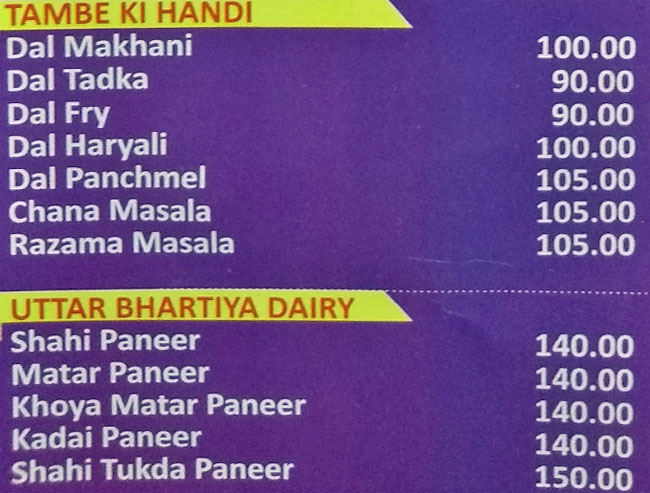 TAMBE KI HANDI
Dal Makhani 100.00
Dal Tadka 90.00
Dal Fry 90.00
Dal Haryali 100.00
Dal Panchmel 105.00
Chana Masala 105.00
Razama Masala 105.00
UTTAR BHARTIYA DAIRY
Shahi Paneer 140.00
Matar Paneer 140.00
Khoya Matar Paneer 140.00
Kadai Paneer 140.00
Shahi Tukda Paneer 150.00